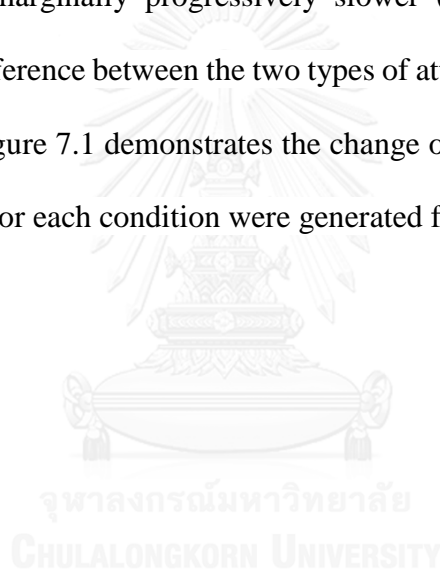 marginally progressively slower
ference between the two types of at
gure 7.1 demonstrates the change o
or each condition were generated f
จุฬาลงกรณ์มหาวิทยาลัย
CHULALONGKORN UNIVERSITY